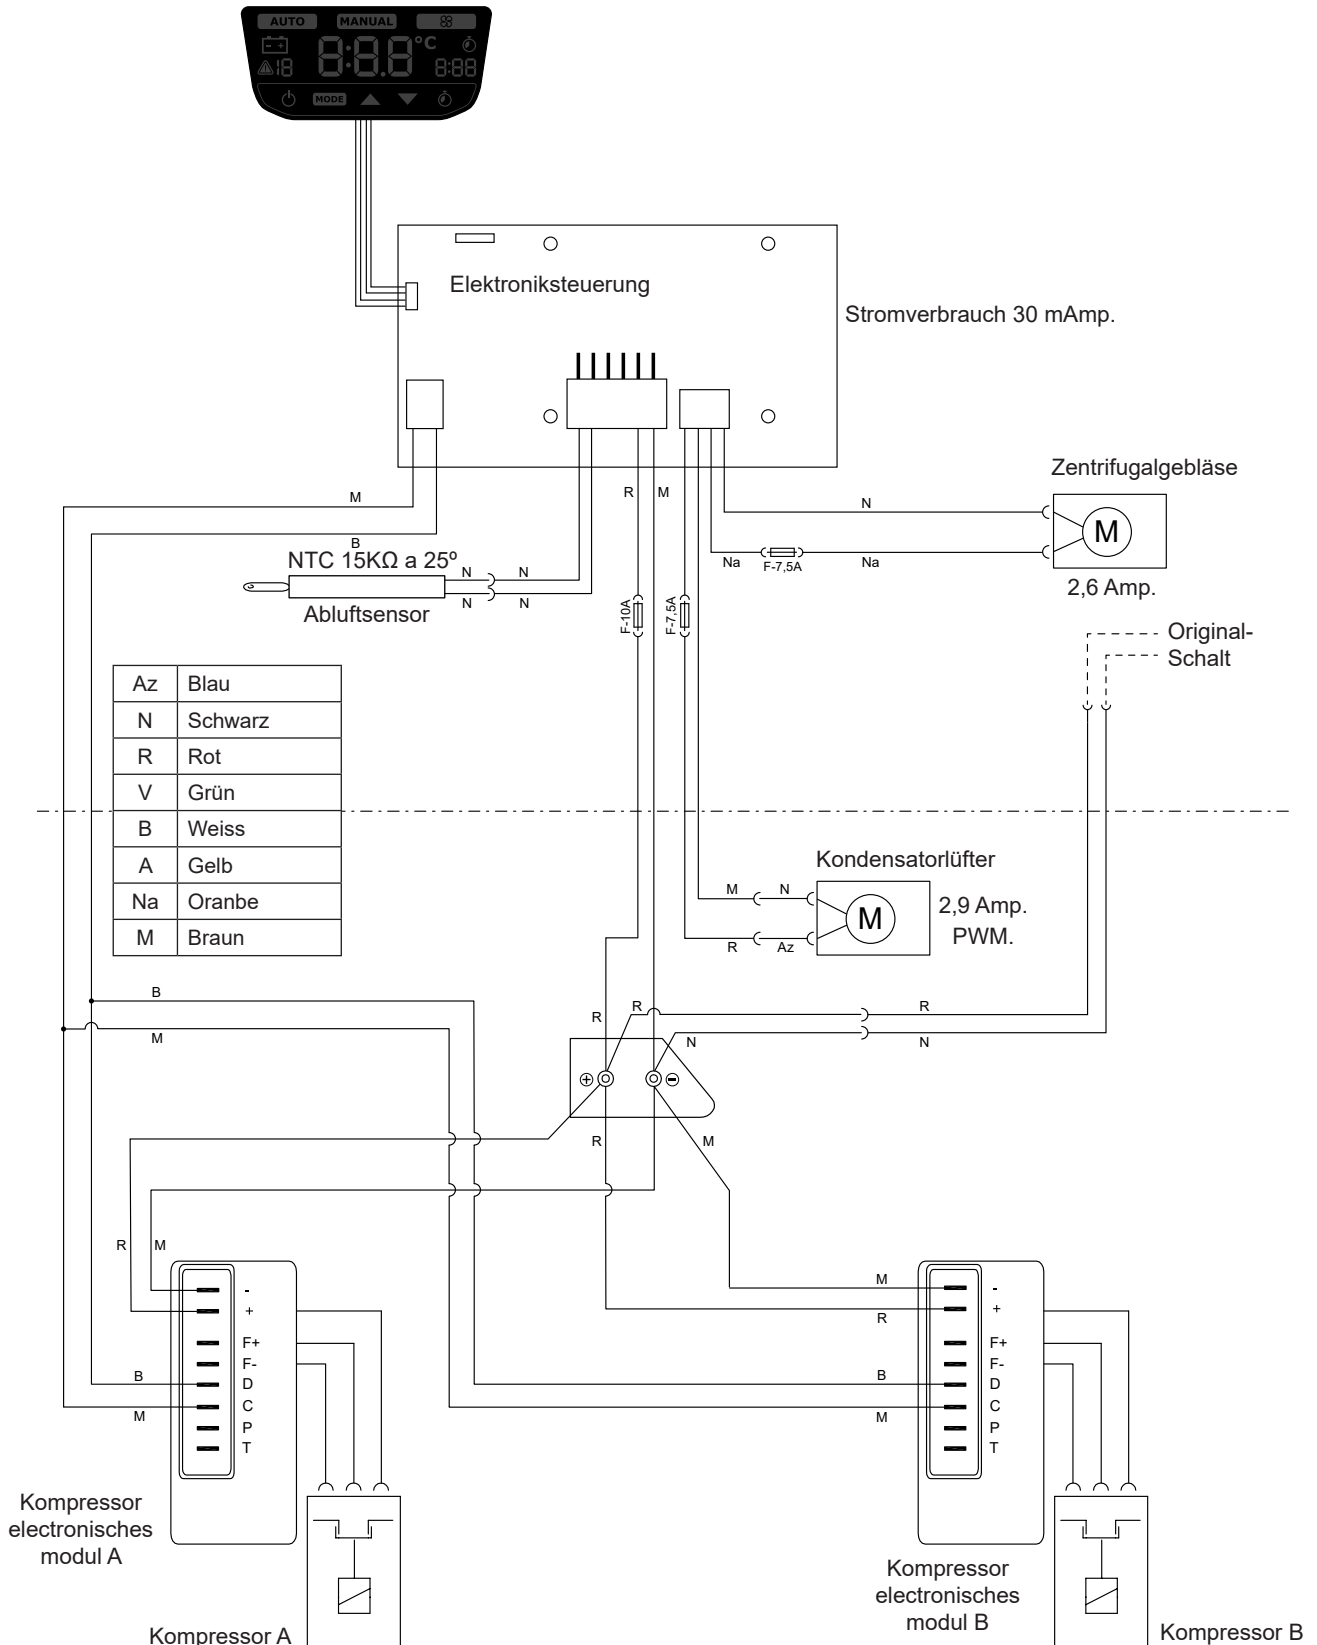 AUTO MANUAL
8:8.8 °C
18 8:88
MODE
Elektroniksteuerung
Stromverbrauch 30 mAmp.
Zentrifugalgebläse
M
2,6 Amp.
M
B
R M
N
Na F-7,5A Na
NTC 15KΩ a 25º
N N
N N
Abluftsensor
F-10A
F-7,5A
Original-
Schalt
Az Blau
N Schwarz
R Rot
V Grün
B Weiss
A Gelb
Na Oranbe
M Braun
Kondensatorlüfter
M N
R Az
M
2,9 Amp.
PWM.
B
M
R
R R
N N
+ -
R M
R M
-
+
F+
F-
D
C
P
T
B
M
M
R
B
M
-
+
F+
F-
D
C
P
T
Kompressor
electronisches
modul A
Kompressor A
Kompressor
electronisches
modul B
Kompressor B